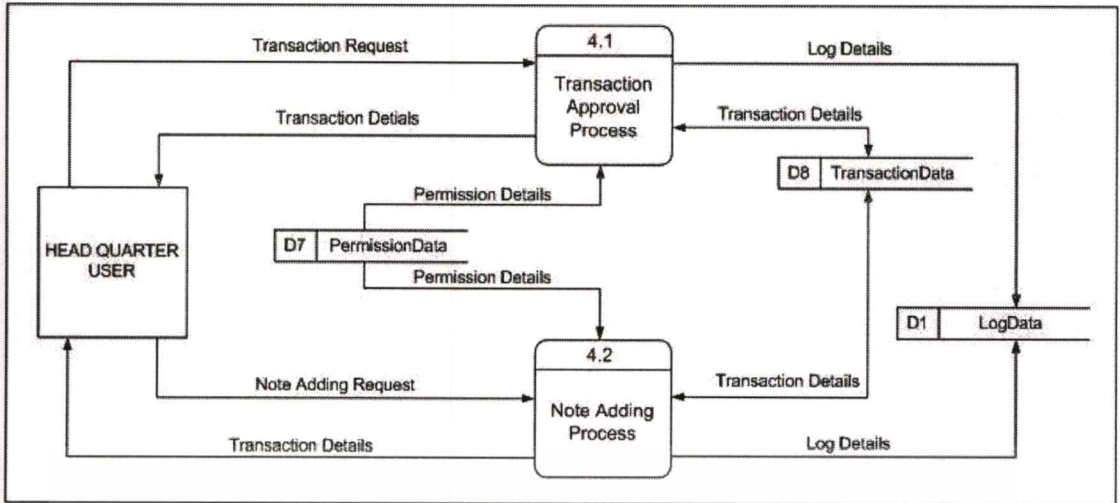 4.1
Transaction Request
Log Details
Transaction
Approval
Process
Transaction Detials
Transaction Details
D8 TransactionData
Permission Details
HEAD QUARTER
USER
D7 PermissionData
Permission Details
D1 LogData
4.2
Note Adding Request
Transaction Details
Note Adding
Process
Transaction Details
Log Details